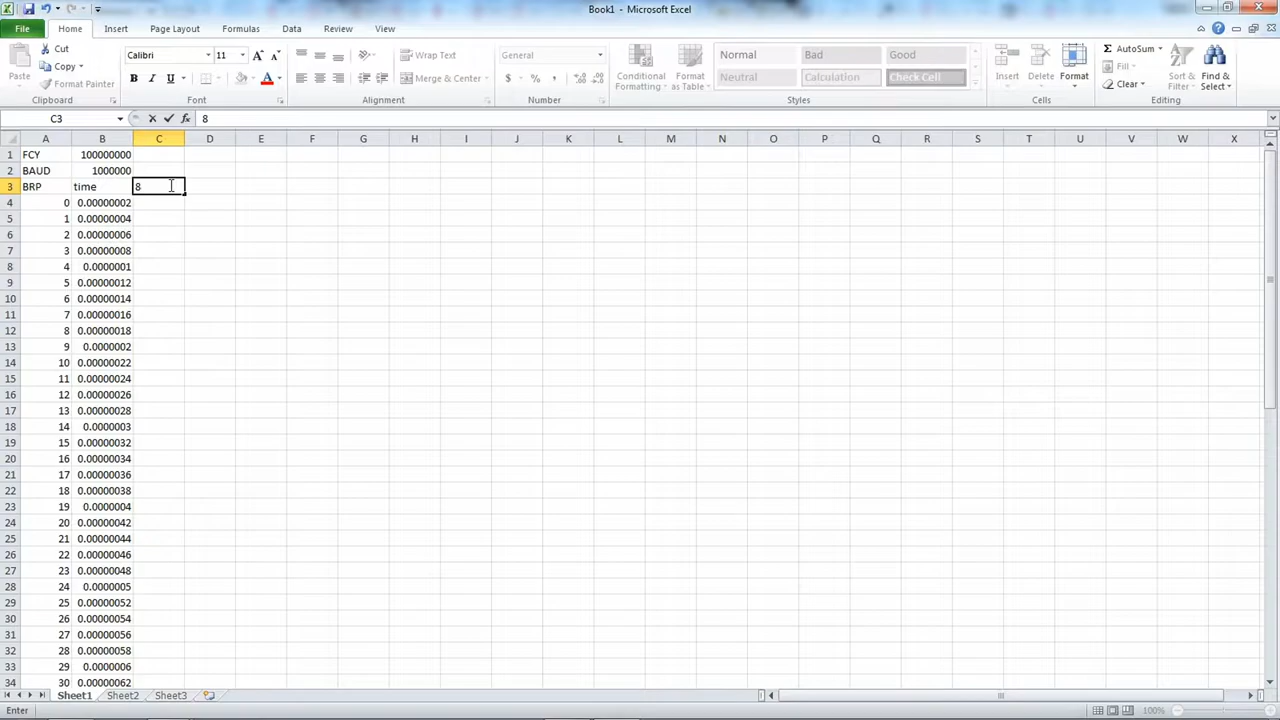 Book1 - Microsoft Excel
File Home Insert Page Layout Formulas Data Review View
Paste Cut Copy Format Painter Clipboard
Calibri 11 A A B I U A Font
Wrap Text Merge & Center Alignment
General $ % , .0 .00 .00 .0 Number
Conditional Formatting Format as Table Normal Bad Good Neutral Calculation Check Cell Styles
Insert Delete Format Cells
AutoSum Fill Clear Sort & Filter Find & Select Editing
C3 fx 8
A B C D E F G H I J K L M N O P Q R S T U V W X
1 FCY 100000000
2 BAUD 1000000
3 BRP time 8
4 0 0.00000002
5 1 0.00000004
6 2 0.00000006
7 3 0.00000008
8 4 0.0000001
9 5 0.00000012
10 6 0.00000014
11 7 0.00000016
12 8 0.00000018
13 9 0.0000002
14 10 0.00000022
15 11 0.00000024
16 12 0.00000026
17 13 0.00000028
18 14 0.0000003
19 15 0.00000032
20 16 0.00000034
21 17 0.00000036
22 18 0.00000038
23 19 0.0000004
24 20 0.00000042
25 21 0.00000044
26 22 0.00000046
27 23 0.00000048
28 24 0.0000005
29 25 0.00000052
30 26 0.00000054
31 27 0.00000056
32 28 0.00000058
33 29 0.0000006
34 30 0.00000062
Sheet1 Sheet2 Sheet3
Enter 100%